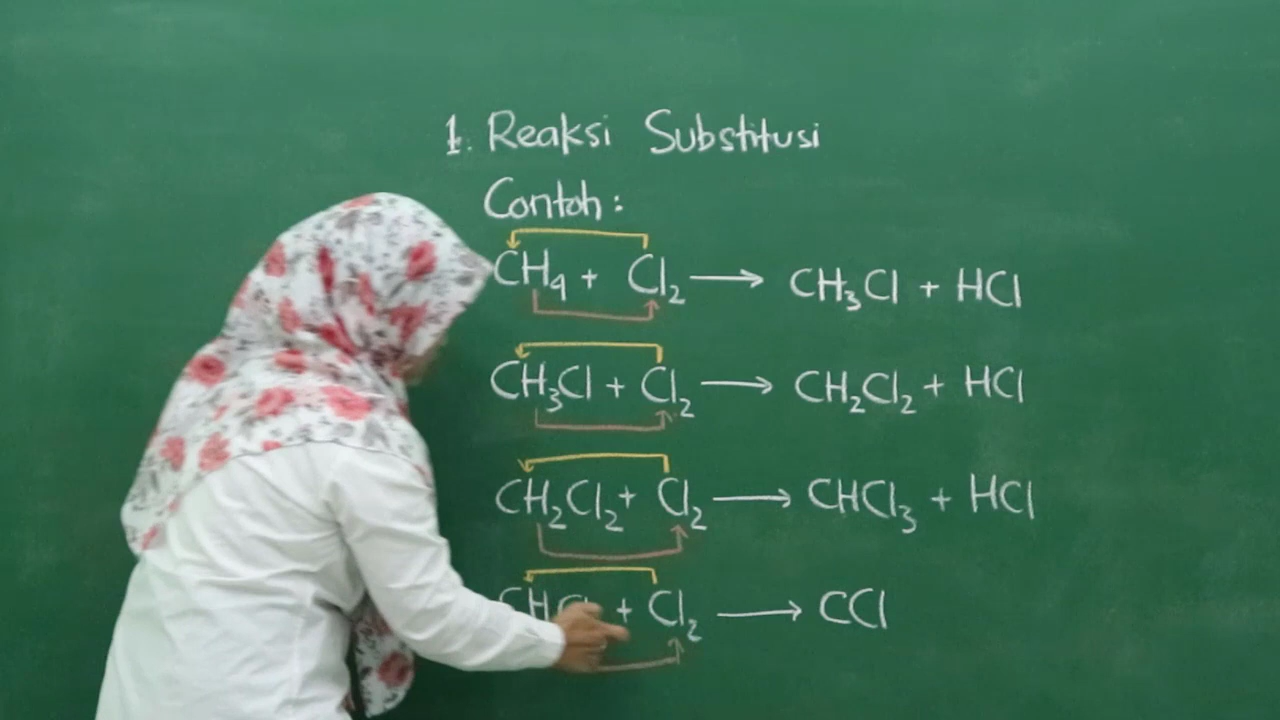 1. Reaksi Substitusi
Contoh :
CH₄ + Cl₂ → CH₃Cl + HCl
CH₃Cl + Cl₂ → CH₂Cl₂ + HCl
CH₂Cl₂ + Cl₂ → CHCl₃ + HCl
+ Cl₂ → CCl